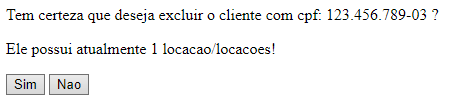 Tem certeza que deseja excluir o cliente com cpf: 123.456.789-03 ?
Ele possui atualmente 1 locacao/locacoes!
Sim Nao